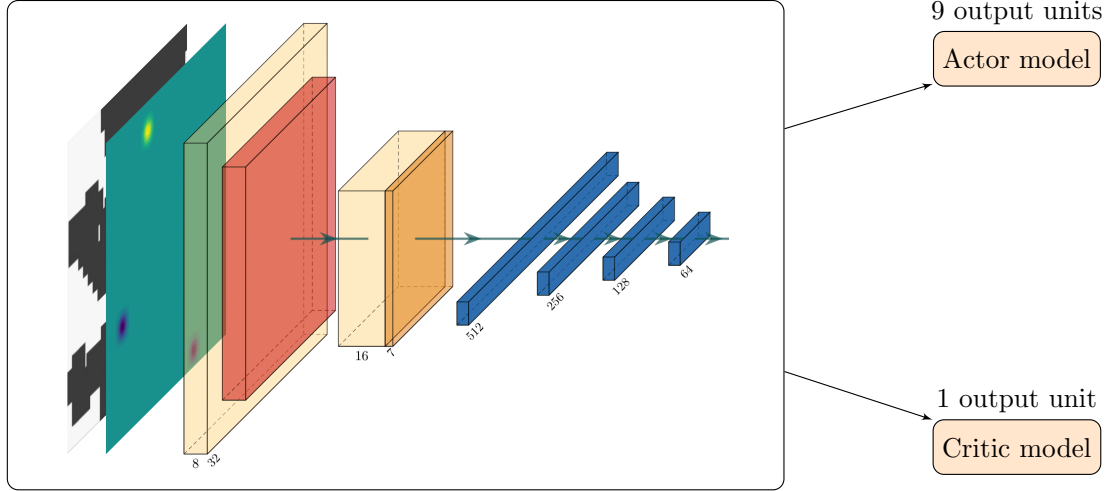 9 output units
Actor model
8
32
16
7
512
256
128
64
1 output unit
Critic model